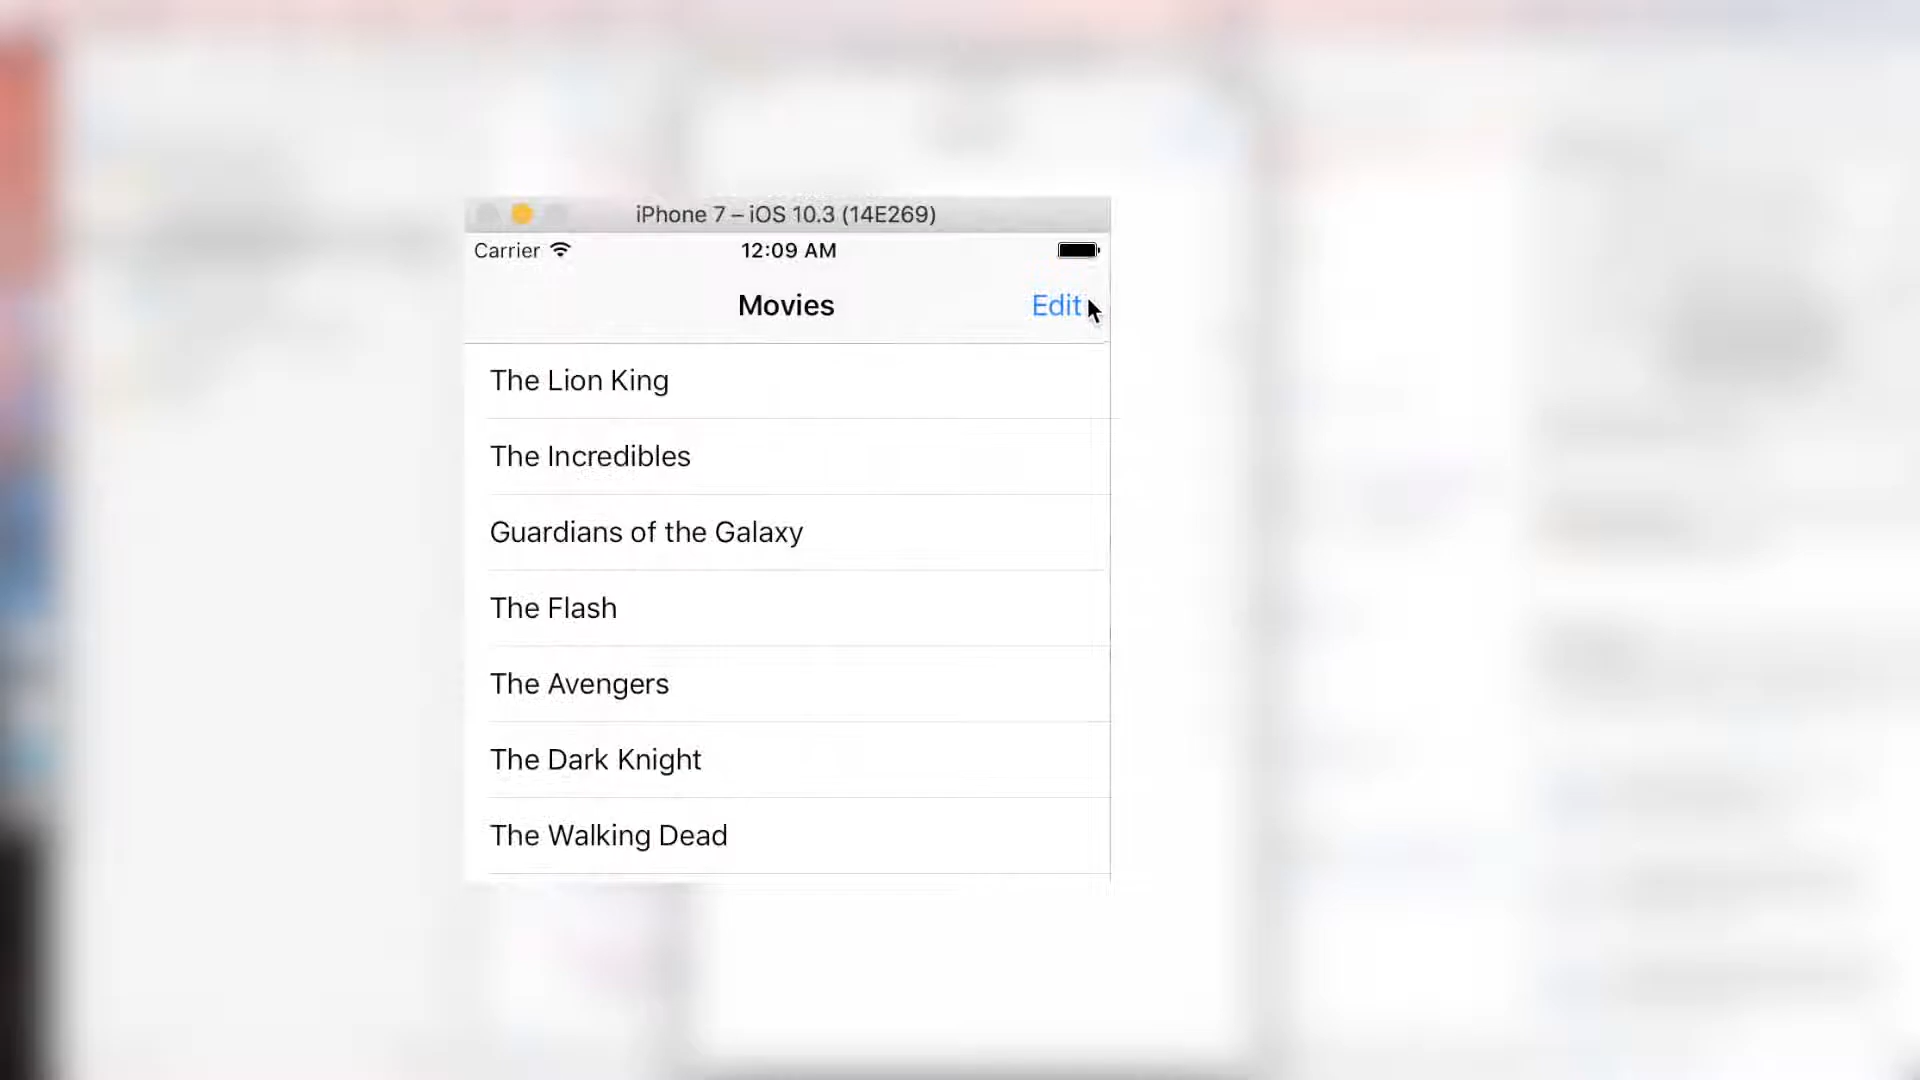 iPhone 7 – iOS 10.3 (14E269)
Carrier 12:09 AM
Movies Edit
The Lion King
The Incredibles
Guardians of the Galaxy
The Flash
The Avengers
The Dark Knight
The Walking Dead